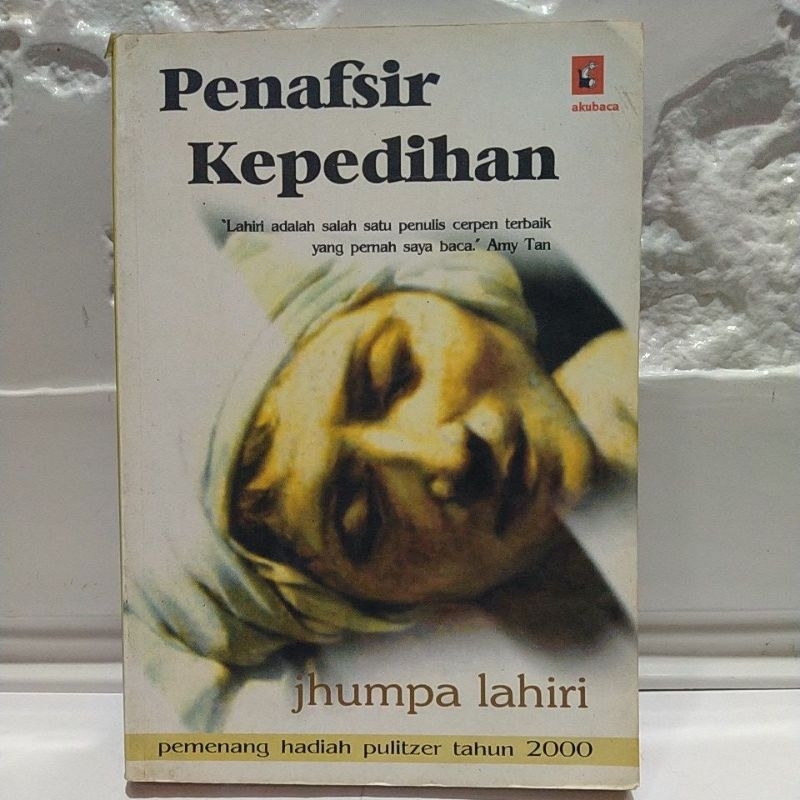 Penafsir
Kepedihan
akubaca
"Lahiri adalah salah satu penulis cerpen terbaik
yang pernah saya baca." Amy Tan
jhumpa lahiri
pemenang hadiah pulitzer tahun 2000